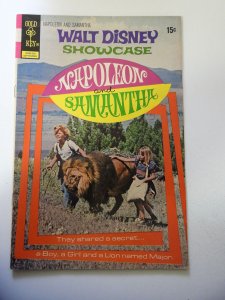 GOLD
KEY
NAPOLEON AND SAMANTHA
15¢
WALT DISNEY
SHOWCASE
NAPOLEON
and
SAMANTHA
They shared a secret...
a Boy, a Girl and a Lion named Major.